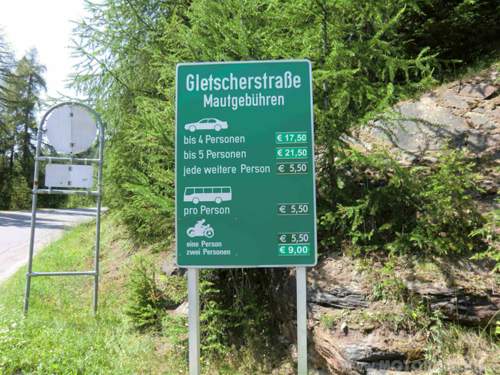 Gletscherstraße
Mautgebühren
bis 4 Personen € 17,50
bis 5 Personen € 21,50
jede weitere Person € 5,50
pro Person € 5,50
€ 5,50
eine Person
zwei Personen € 9,00